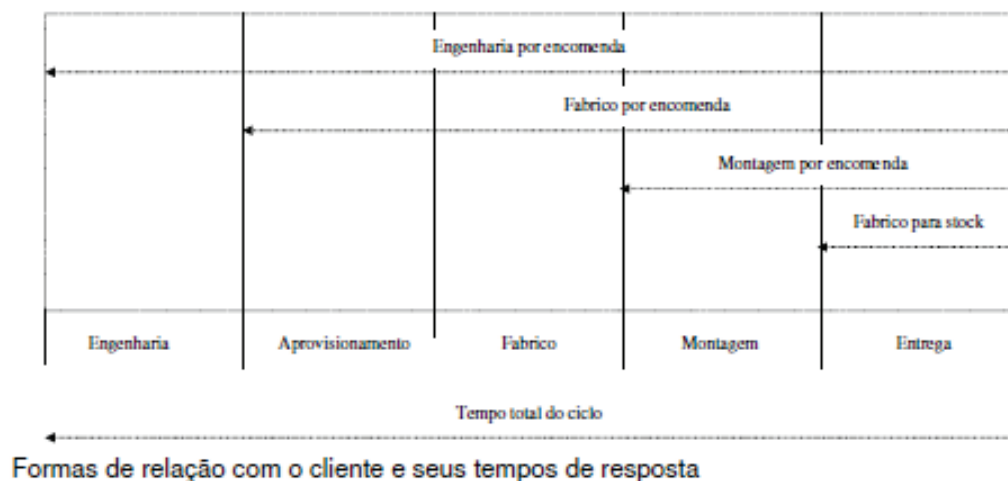 Engenharia por encomenda
Fabrico por encomenda
Montagem por encomenda
Fabrico para stock
Engenharia
Aprovisionamento
Fabrico
Montagem
Entrega
Tempo total do ciclo
Formas de relação com o cliente e seus tempos de resposta